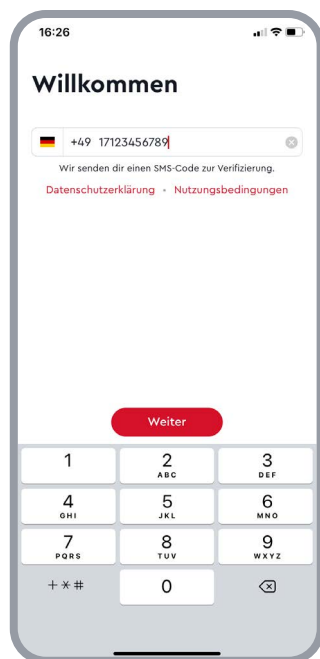 16:26
Willkommen
+49 17123456789
Wir senden dir einen SMS-Code zur Verifizierung.
Datenschutzerklärung · Nutzungsbedingungen
Weiter
1 2 3
ABC DEF
4 5 6
GHI JKL MNO
7 8 9
PQRS TUV WXYZ
+*# 0